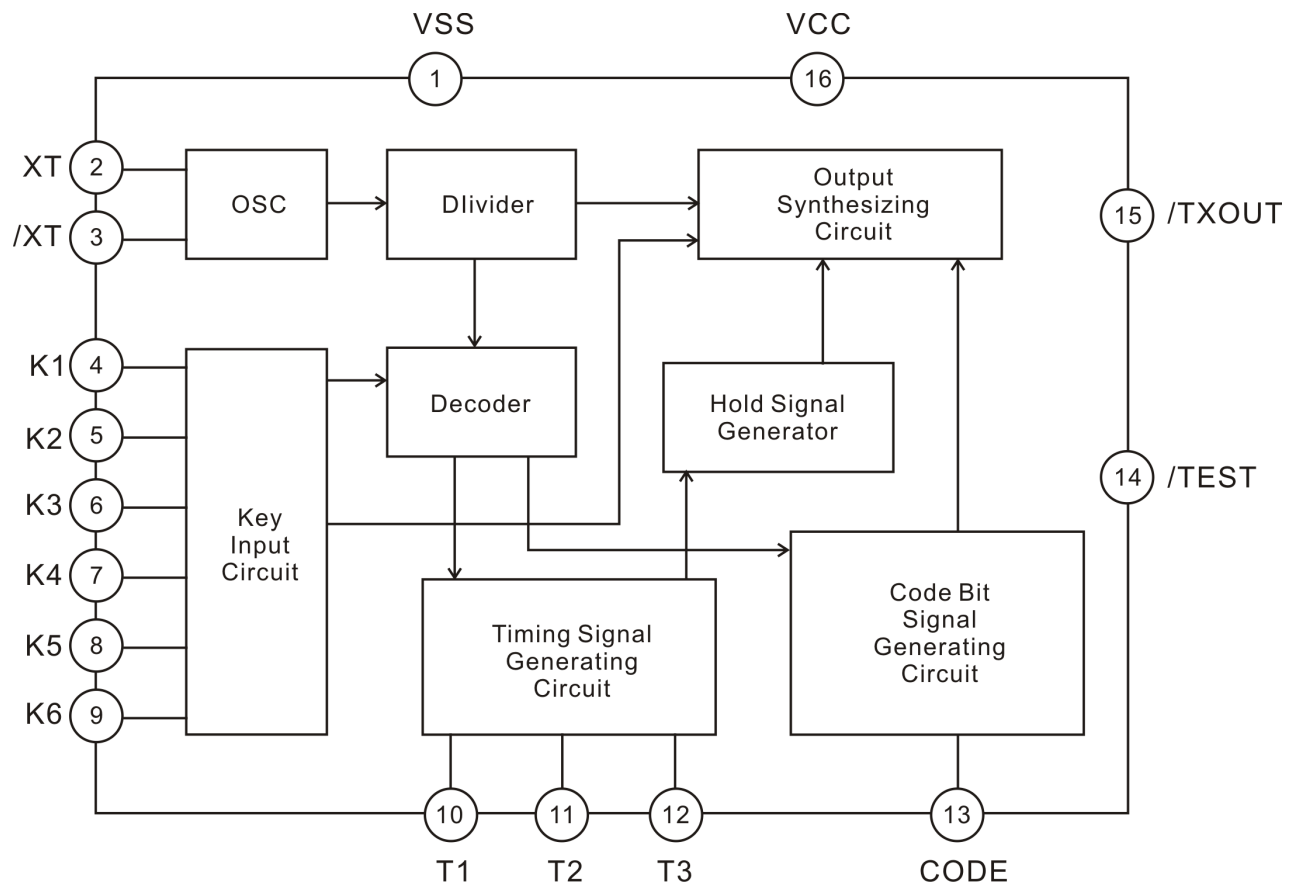 VSS
VCC
1
16
XT
2
OSC
DIivider
Output
Synthesizing
Circuit
15
/TXOUT
/XT
3
K1
4
Decoder
Hold Signal
Generator
K2
5
14
/TEST
K3
6
Key
Input
Circuit
K4
7
Code Bit
Signal
Generating
Circuit
Timing Signal
Generating
Circuit
K5
8
K6
9
10
11
12
13
T1
T2
T3
CODE